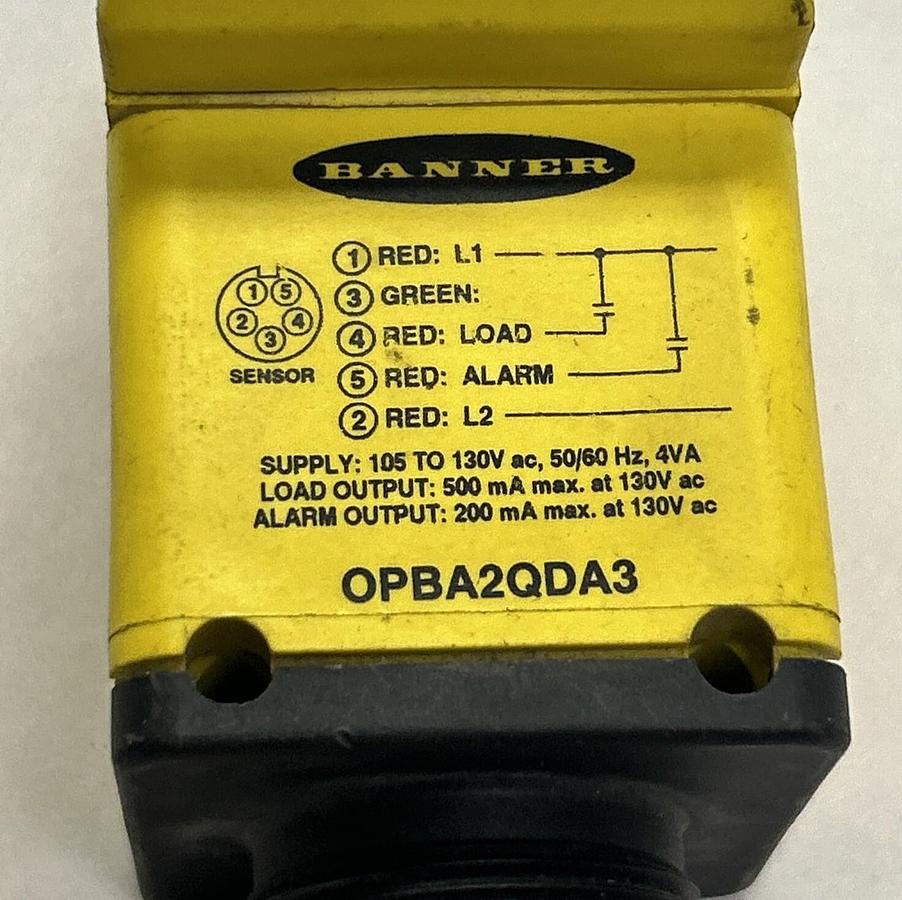 BANNER
① RED: L1
③ GREEN:
④ RED: LOAD
⑤ RED: ALARM
② RED: L2
① ⑤
② ④
③
SENSOR
SUPPLY: 105 TO 130V ac, 50/60 Hz, 4VA
LOAD OUTPUT: 500 mA max. at 130V ac
ALARM OUTPUT: 200 mA max. at 130V ac
OPBA2QDA3